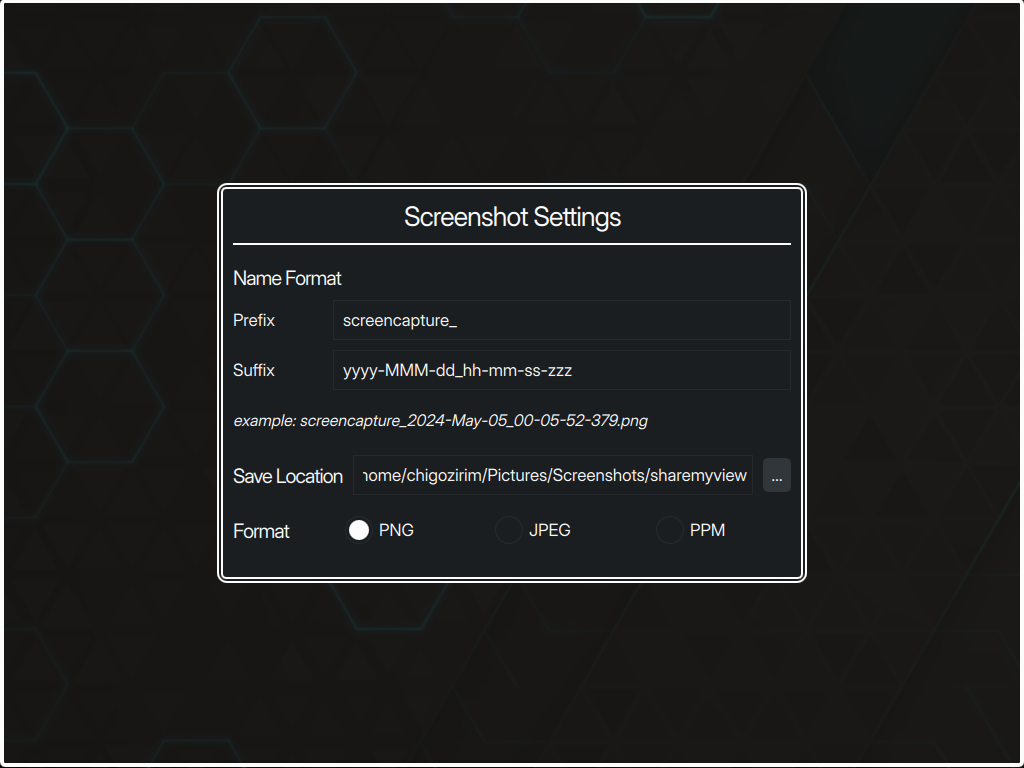 Screenshot Settings
Name Format
Prefix screencapture_
Suffix yyyy-MMM-dd_hh-mm-ss-zzz
example: screencapture_2024-May-05_00-05-52-379.png
Save Location home/chigozirim/Pictures/Screenshots/sharemyview ...
Format PNG JPEG PPM